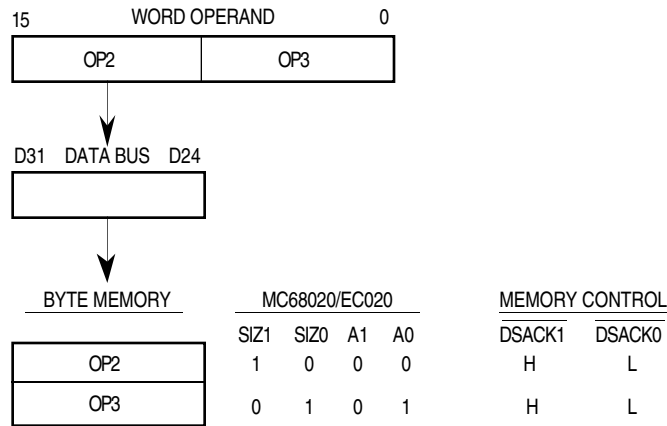 15 WORD OPERAND 0
OP2 OP3
D31 DATA BUS D24
BYTE MEMORY MC68020/EC020 MEMORY CONTROL
SIZ1 SIZ0 A1 A0 DSACK1 DSACK0
OP2 1 0 0 0 H L
OP3 0 1 0 1 H L